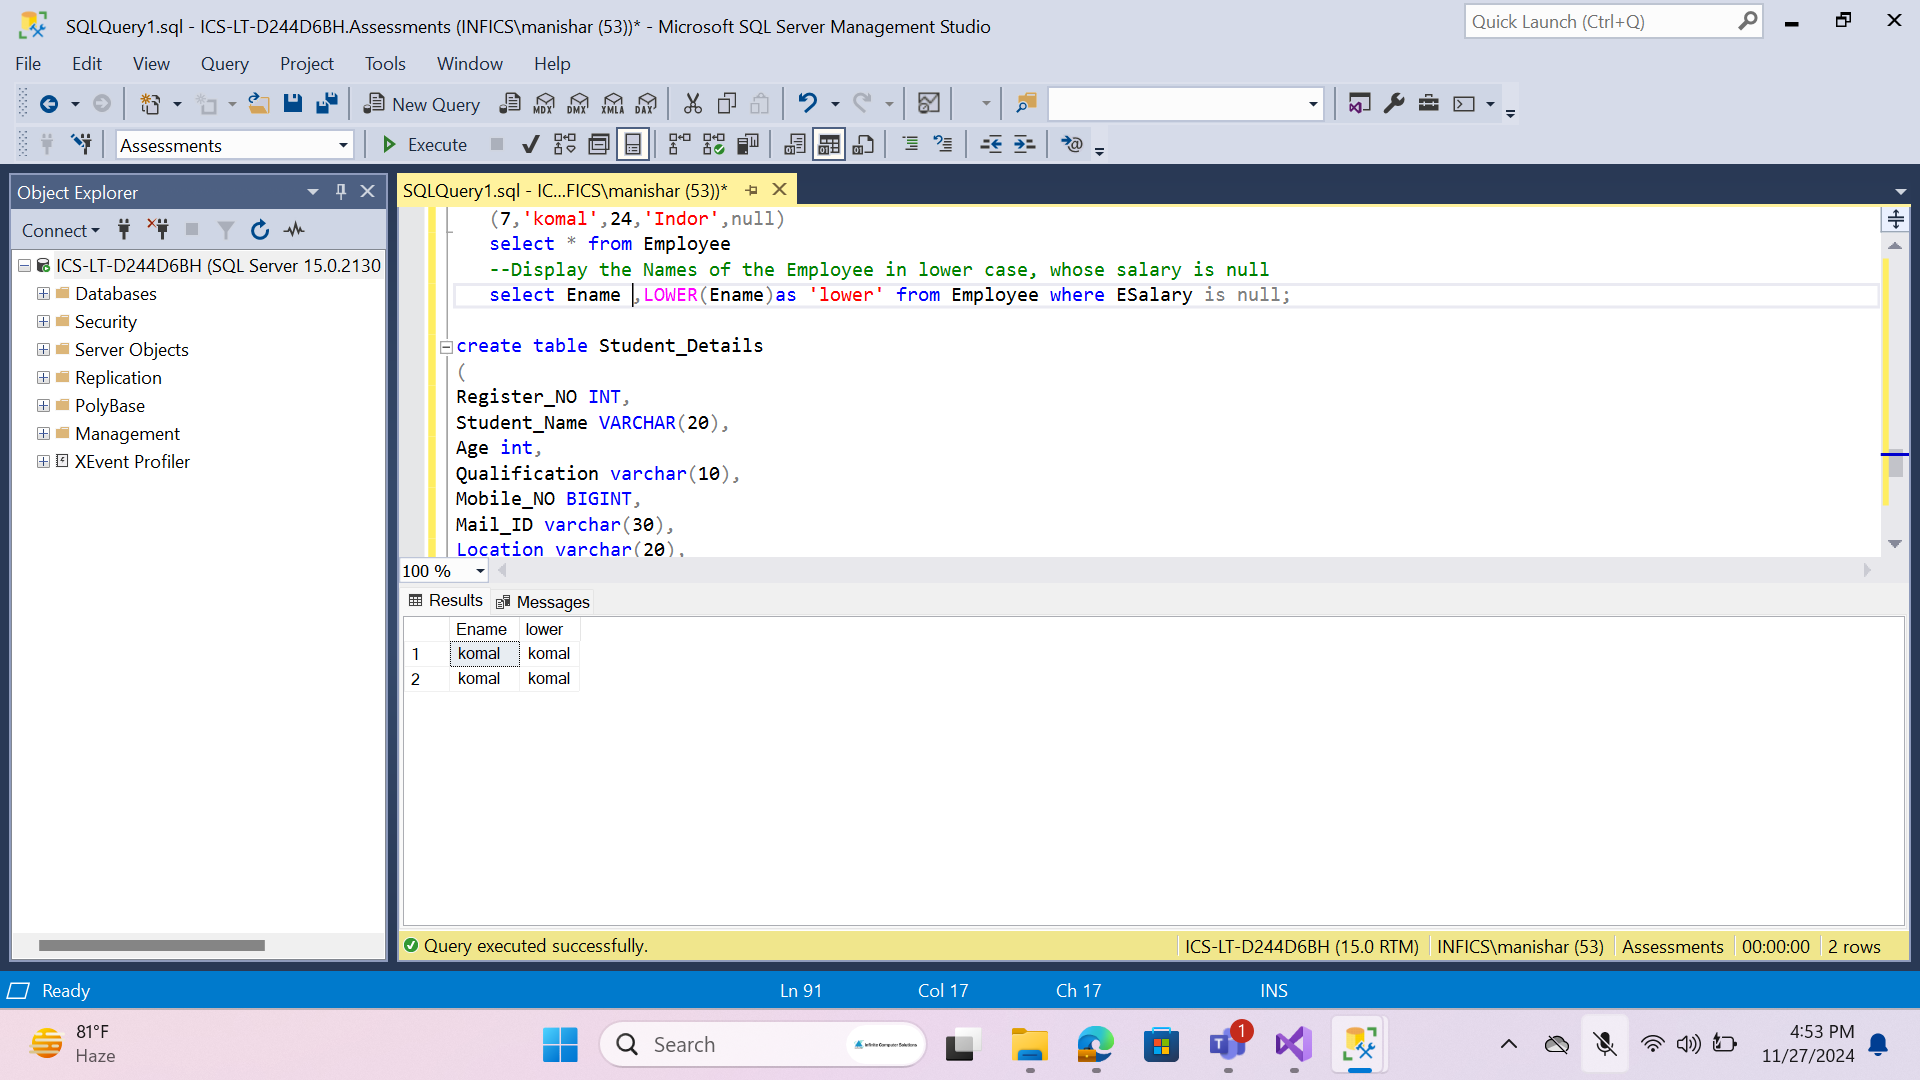 SQLQuery1.sql - ICS-LT-D244D6BH.Assessments (INFICS\manishar (53))* - Microsoft SQL Server Management Studio
Quick Launch (Ctrl+Q)
File Edit View Query Project Tools Window Help
New Query MDX DMX XMLA DAX
Assessments Execute
Object Explorer
Connect
ICS-LT-D244D6BH (SQL Server 15.0.2130
Databases
Security
Server Objects
Replication
PolyBase
Management
XEvent Profiler
SQLQuery1.sql - IC...FICS\manishar (53))*
(7,'komal',24,'Indor',null)
select * from Employee
--Display the Names of the Employee in lower case, whose salary is null
select Ename ,LOWER(Ename)as 'lower' from Employee where ESalary is null;
create table Student_Details
(
Register_NO INT,
Student_Name VARCHAR(20),
Age int,
Qualification varchar(10),
Mobile_NO BIGINT,
Mail_ID varchar(30),
Location varchar(20),
100 %
Results Messages
Ename lower
1 komal komal
2 komal komal
Query executed successfully. ICS-LT-D244D6BH (15.0 RTM) INFICS\manishar (53) Assessments 00:00:00 2 rows
Ready Ln 91 Col 17 Ch 17 INS
81°F
Haze
Search
Infinite Computer Solutions
1
4:53 PM
11/27/2024